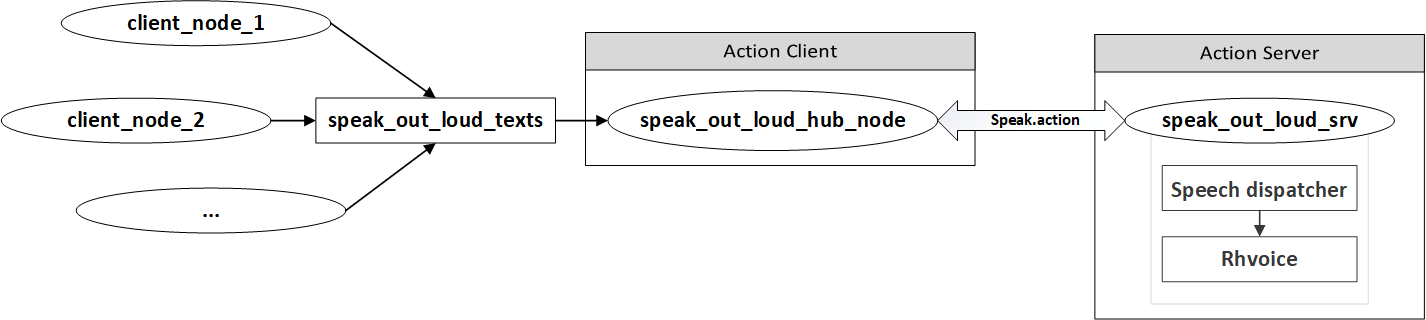 client_node_1
client_node_2
...
speak_out_loud_texts
Action Client
speak_out_loud_hub_node
Speak.action
Action Server
speak_out_loud_srv
Speech dispatcher
Rhvoice